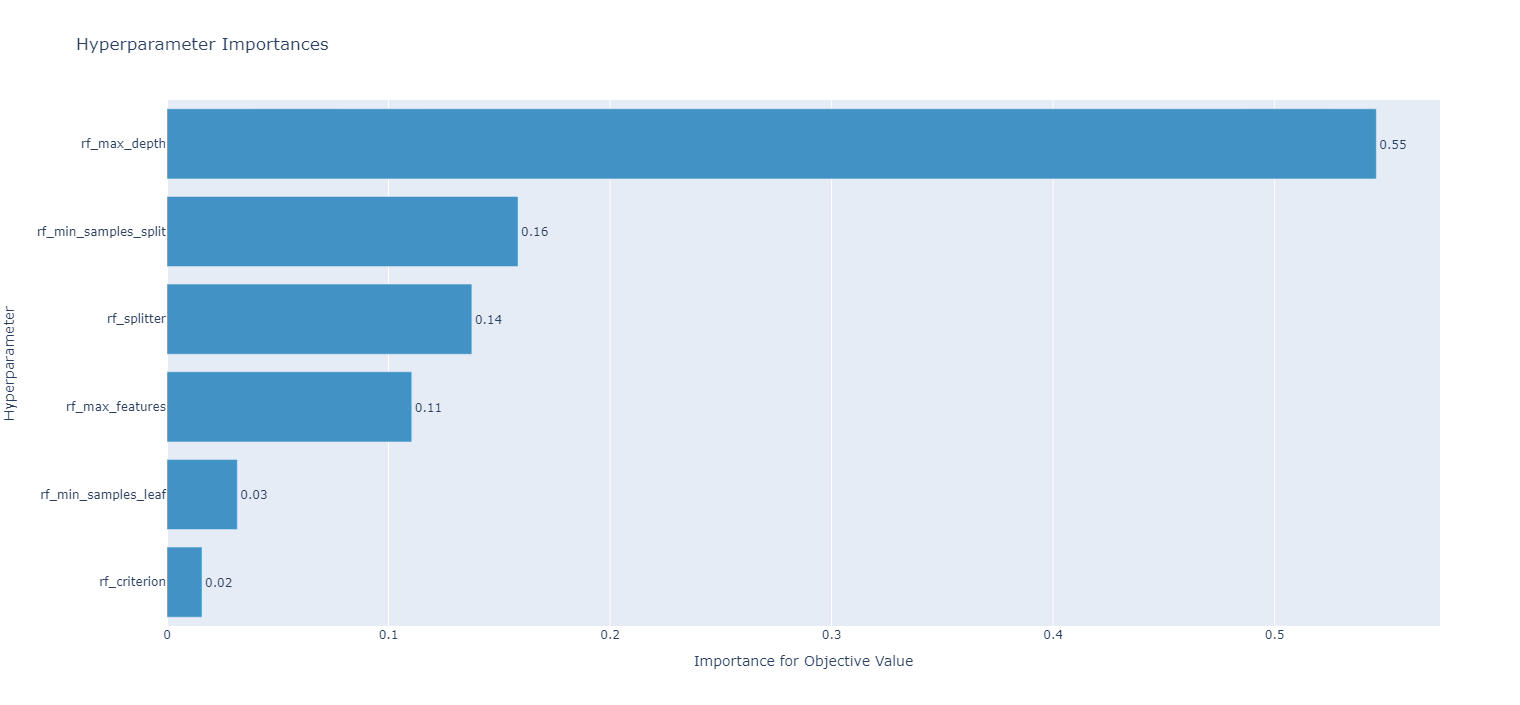 Hyperparameter Importances
Hyperparameter
rf_max_depth
0.55
rf_min_samples_split
0.16
rf_splitter
0.14
rf_max_features
0.11
rf_min_samples_leaf
0.03
rf_criterion
0.02
0 0.1 0.2 0.3 0.4 0.5
Importance for Objective Value